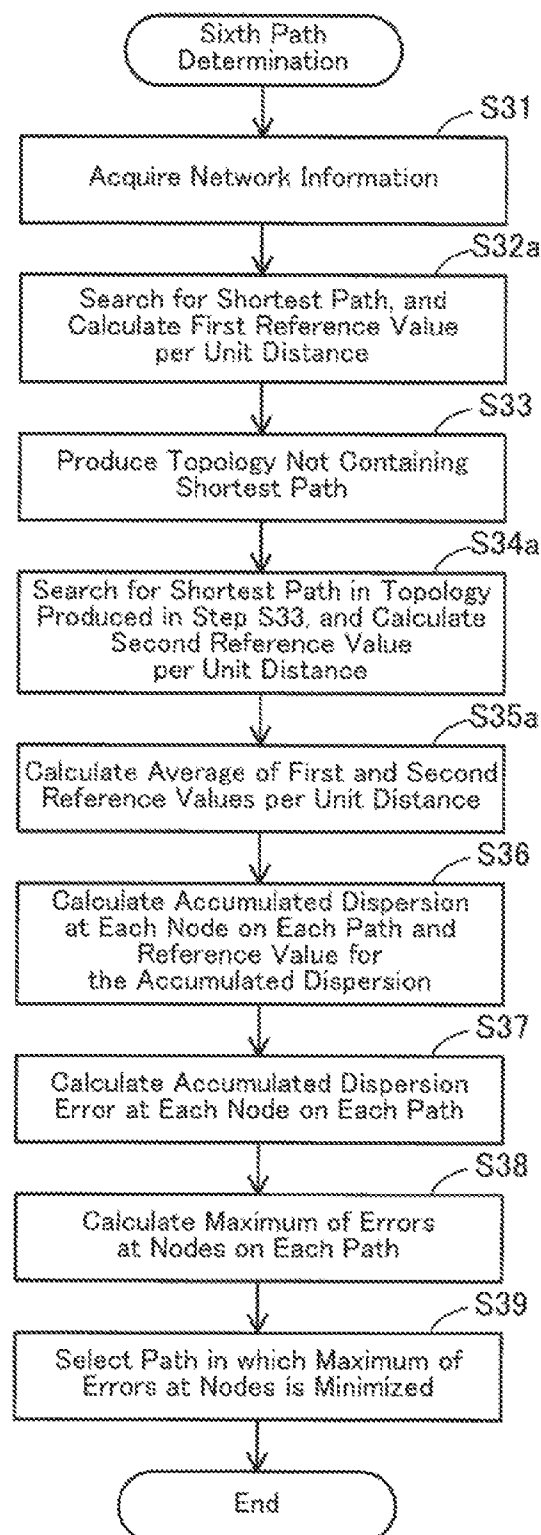 Sixth Path
Determination
S31
Acquire Network Information
S32a
Search for Shortest Path, and
Calculate First Reference Value
per Unit Distance
S33
Produce Topology Not Containing
Shortest Path
S34a
Search for Shortest Path in Topology
Produced in Step S33, and Calculate
Second Reference Value
per Unit Distance
S35a
Calculate Average of First and Second
Reference Values per Unit Distance
S36
Calculate Accumulated Dispersion
at Each Node on Each Path and
Reference Value for
the Accumulated Dispersion
S37
Calculate Accumulated Dispersion
Error at Each Node on Each Path
S38
Calculate Maximum of Errors
at Nodes on Each Path
S39
Select Path in which Maximum of
Errors at Nodes is Minimized
End